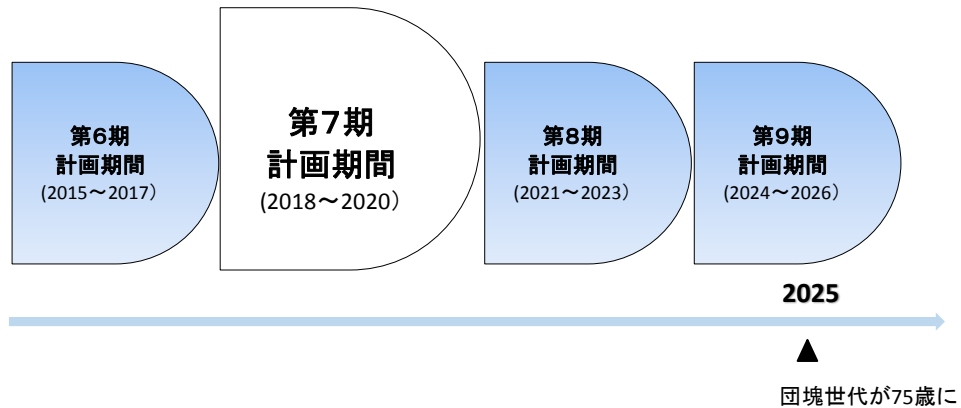 第6期
計画期間
(2015～2017)
第7期
計画期間
(2018～2020)
第8期
計画期間
(2021～2023)
第9期
計画期間
(2024～2026)
2025
▲
団塊世代が75歳に